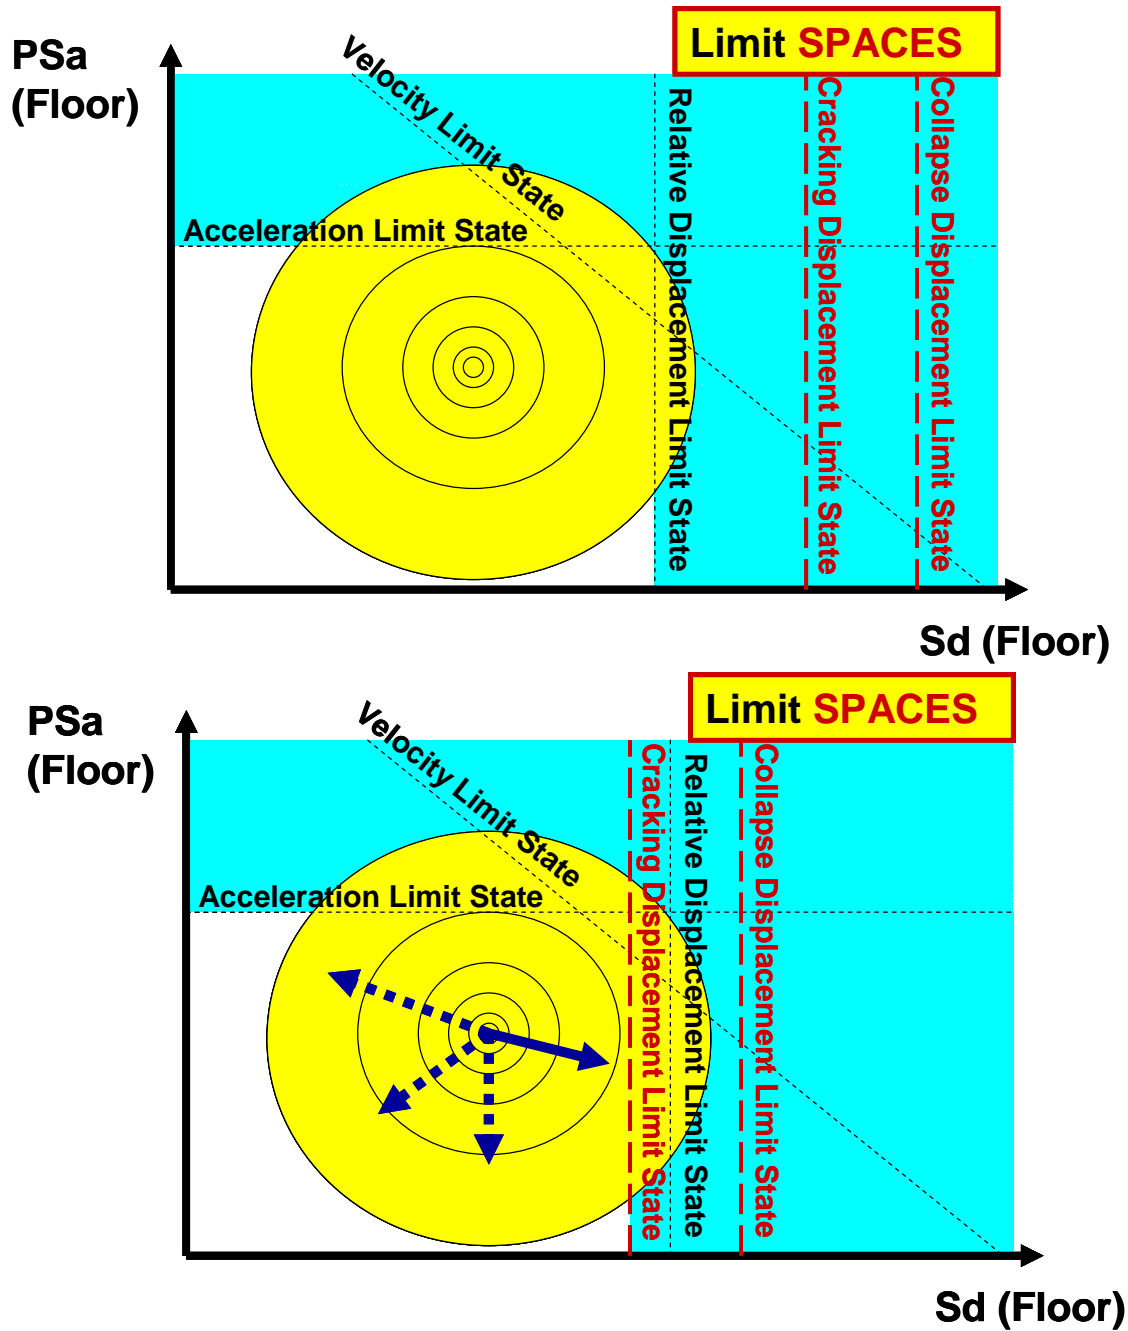 Limit SPACES
PSa
(Floor)
Velocity Limit State
Acceleration Limit State
Relative Displacement Limit State
Cracking Displacement Limit State
Collapse Displacement Limit State
Sd (Floor)
Limit SPACES
PSa
(Floor)
Velocity Limit State
Acceleration Limit State
Cracking Displacement Limit State
Relative Displacement Limit State
Collapse Displacement Limit State
Sd (Floor)